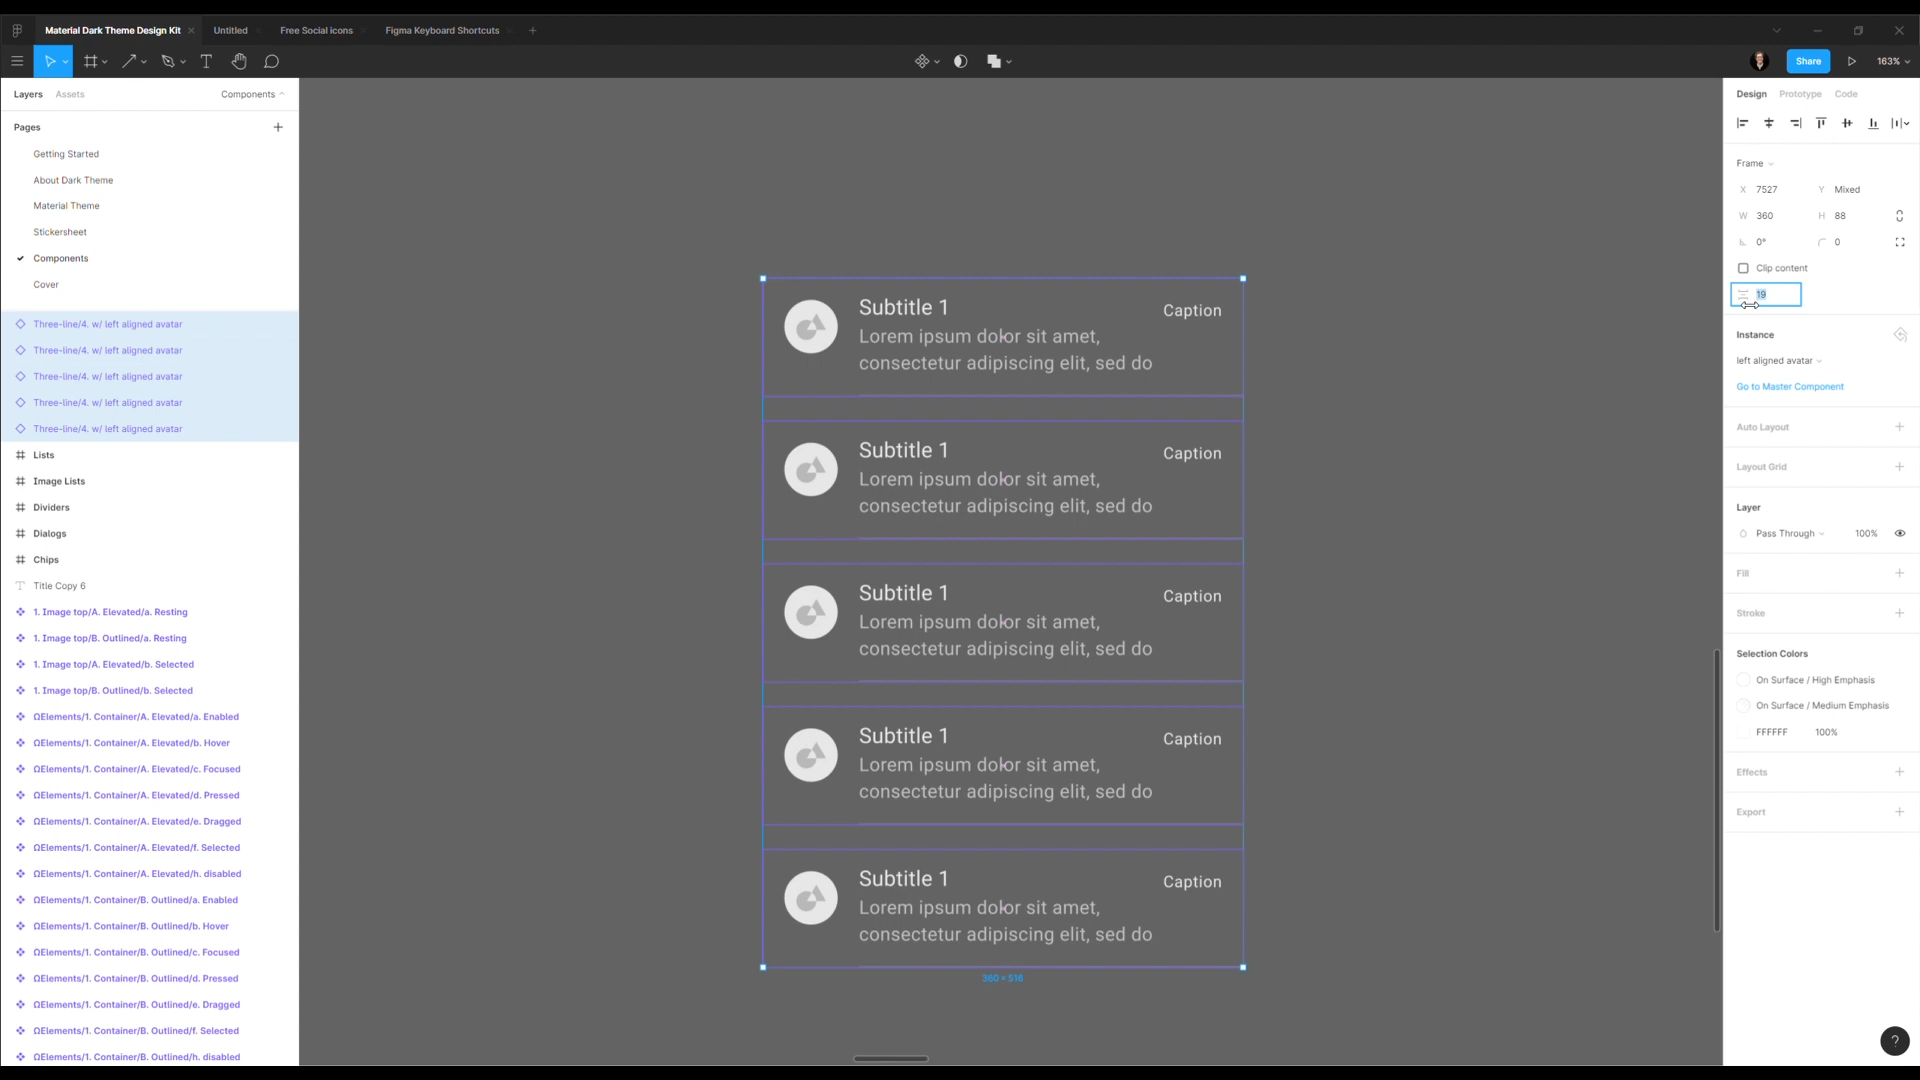 Material Dark Theme Design Kit
Untitled
Free Social icons
Figma Keyboard Shortcuts
T
Share
163%
Layers
Assets
Components
Pages
Getting Started
About Dark Theme
Material Theme
Stickersheet
Components
Cover
Three-line/4. w/ left aligned avatar
Three-line/4. w/ left aligned avatar
Three-line/4. w/ left aligned avatar
Three-line/4. w/ left aligned avatar
Three-line/4. w/ left aligned avatar
Lists
Image Lists
Dividers
Dialogs
Chips
Title Copy 6
1. Image top/A. Elevated/a. Resting
1. Image top/B. Outlined/a. Resting
1. Image top/A. Elevated/b. Selected
1. Image top/B. Outlined/b. Selected
ΩElements/1. Container/A. Elevated/a. Enabled
ΩElements/1. Container/A. Elevated/b. Hover
ΩElements/1. Container/A. Elevated/c. Focused
ΩElements/1. Container/A. Elevated/d. Pressed
ΩElements/1. Container/A. Elevated/e. Dragged
ΩElements/1. Container/A. Elevated/f. Selected
ΩElements/1. Container/A. Elevated/h. disabled
ΩElements/1. Container/B. Outlined/a. Enabled
ΩElements/1. Container/B. Outlined/b. Hover
ΩElements/1. Container/B. Outlined/c. Focused
ΩElements/1. Container/B. Outlined/d. Pressed
ΩElements/1. Container/B. Outlined/e. Dragged
ΩElements/1. Container/B. Outlined/f. Selected
ΩElements/1. Container/B. Outlined/h. disabled
Subtitle 1
Caption
Lorem ipsum dolor sit amet,
consectetur adipiscing elit, sed do
Subtitle 1
Caption
Lorem ipsum dolor sit amet,
consectetur adipiscing elit, sed do
Subtitle 1
Caption
Lorem ipsum dolor sit amet,
consectetur adipiscing elit, sed do
Subtitle 1
Caption
Lorem ipsum dolor sit amet,
consectetur adipiscing elit, sed do
Subtitle 1
Caption
Lorem ipsum dolor sit amet,
consectetur adipiscing elit, sed do
360 × 516
Design
Prototype
Code
Frame
X 7527
Y Mixed
W 360
H 88
0°
0
Clip content
19
Instance
left aligned avatar
Go to Master Component
Auto Layout
Layout Grid
Layer
Pass Through
100%
Fill
Stroke
Selection Colors
On Surface / High Emphasis
On Surface / Medium Emphasis
FFFFFF 100%
Effects
Export
?